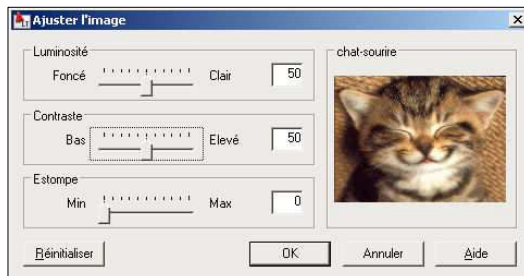 Ajuster l'image
Luminosité
Foncé Clair 50
Contraste
Bas Elevé 50
Estompe
Min Max 0
chat-sourire
Réinitialiser OK Annuler Aide